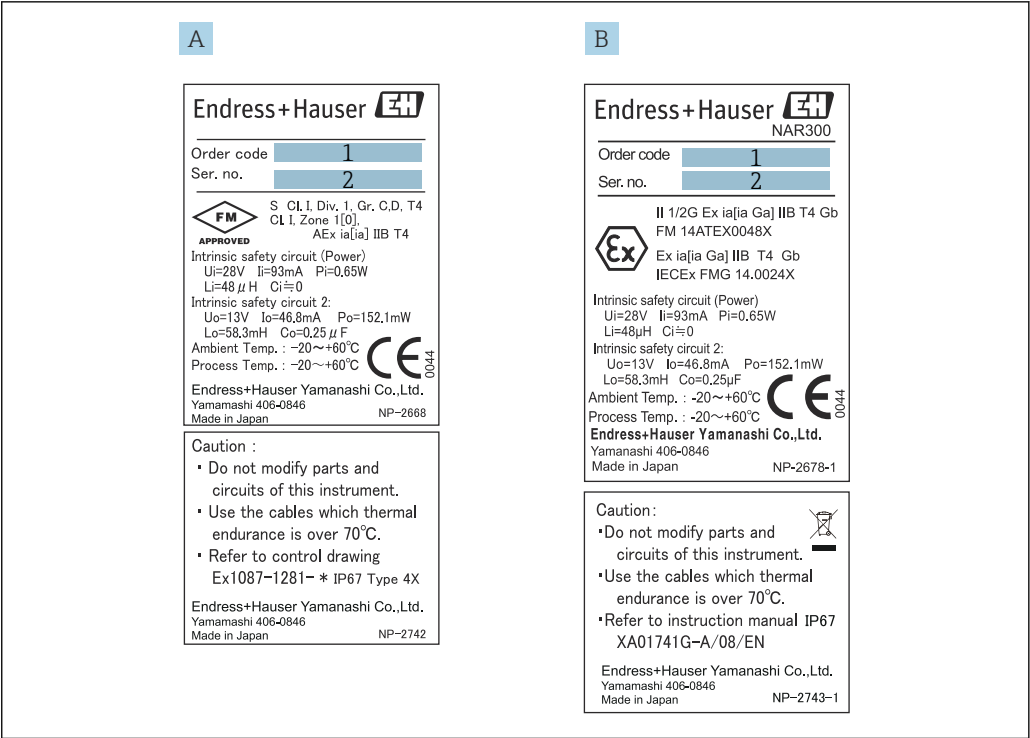 A
Endress+Hauser EH
Order code 1
Ser. no. 2
FM
APPROVED
S Cl. I, Div. 1, Gr. C,D, T4
Cl. I, Zone 1[0],
AEx ia[ia] IIB T4
Intrinsic safety circuit (Power)
Ui=28V Ii=93mA Pi=0.65W
Li=48μH Ci≒0
Intrinsic safety circuit 2:
Uo=13V Io=46.8mA Po=152.1mW
Lo=58.3mH Co=0.25μF
Ambient Temp. : -20~+60℃
Process Temp. : -20~+60℃
CE 0044
Endress+Hauser Yamanashi Co.,Ltd.
Yamamashi 406-0846
Made in Japan NP-2668
Caution :
・Do not modify parts and
circuits of this instrument.
・Use the cables which thermal
endurance is over 70℃.
・Refer to control drawing
Ex1087-1281-* IP67 Type 4X
Endress+Hauser Yamanashi Co.,Ltd.
Yamamashi 406-0846
Made in Japan NP-2742
B
Endress+Hauser EH
NAR300
Order code 1
Ser. no. 2
Ex
II 1/2G Ex ia[ia Ga] IIB T4 Gb
FM 14ATEX0048X
Ex ia[ia Ga] IIB T4 Gb
IECEx FMG 14.0024X
Intrinsic safety circuit (Power)
Ui=28V Ii=93mA Pi=0.65W
Li=48μH Ci≒0
Intrinsic safety circuit 2:
Uo=13V Io=46.8mA Po=152.1mW
Lo=58.3mH Co=0.25μF
Ambient Temp. : -20~+60℃
Process Temp. : -20~+60℃
CE 0044
Endress+Hauser Yamanashi Co.,Ltd.
Yamanashi 406-0846
Made in Japan NP-2678-1
Caution:
・Do not modify parts and
circuits of this instrument.
・Use the cables which thermal
endurance is over 70℃.
・Refer to instruction manual IP67
XA01741G-A/08/EN
Endress+Hauser Yamanashi Co.,Ltd.
Yamamashi 406-0846
Made in Japan NP-2743-1